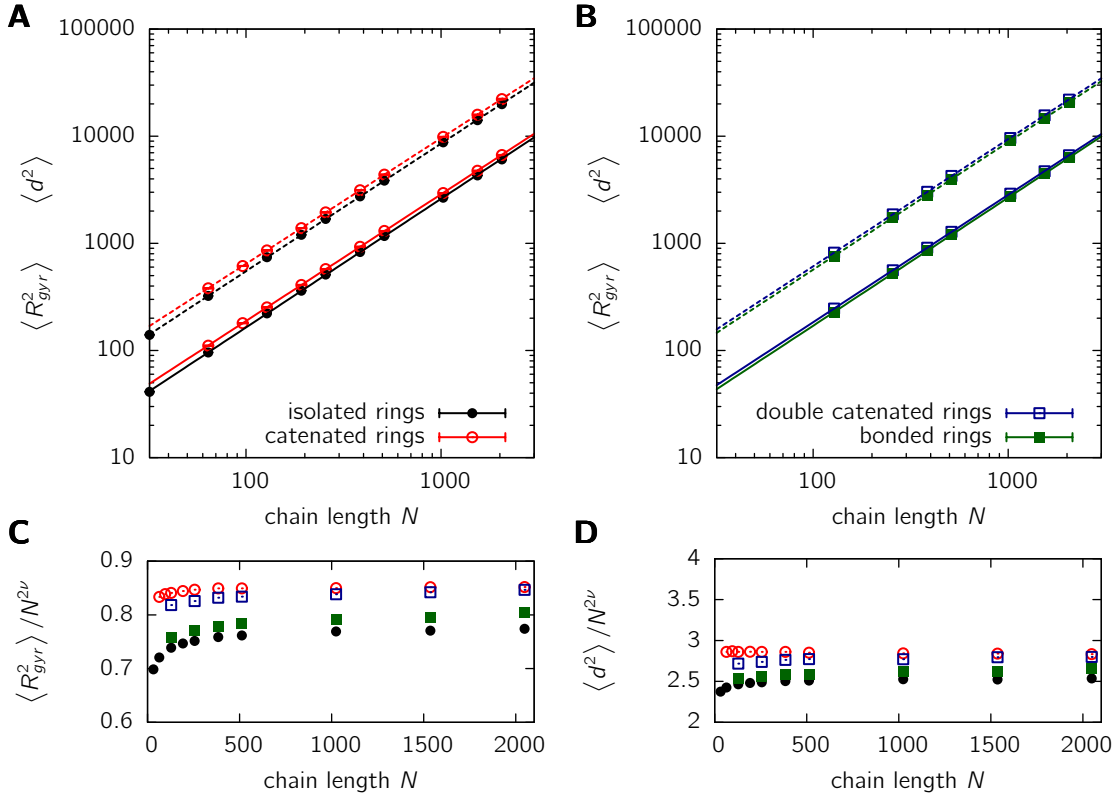 A
100000
10000
1000
100
10
⟨R²gyr⟩ ⟨d²⟩
isolated rings
catenated rings
100 1000
chain length N
B
100000
10000
1000
100
10
⟨R²gyr⟩ ⟨d²⟩
double catenated rings
bonded rings
100 1000
chain length N
C
0.9
0.8
0.7
0.6
⟨R²gyr⟩/N²ᵛ
0 500 1000 1500 2000
chain length N
D
4
3.5
3
2.5
2
⟨d²⟩/N²ᵛ
0 500 1000 1500 2000
chain length N